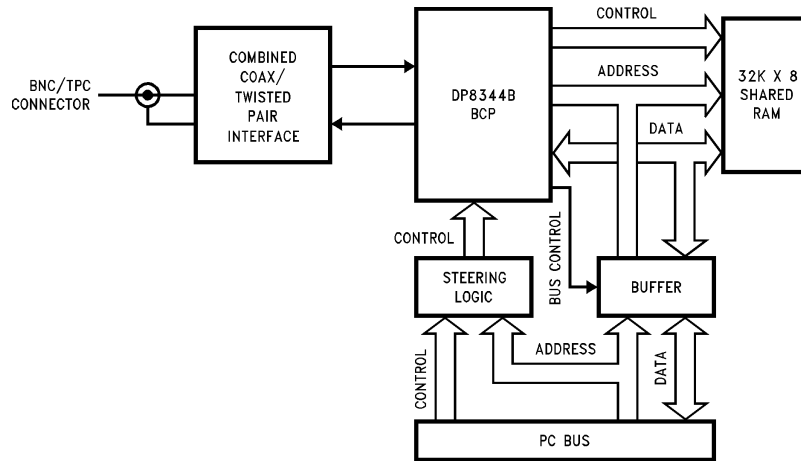 BNC/TPC
CONNECTOR
COMBINED
COAX/
TWISTED
PAIR
INTERFACE
DP8344B
BCP
CONTROL
ADDRESS
DATA
32K X 8
SHARED
RAM
CONTROL
BUS CONTROL
STEERING
LOGIC
BUFFER
CONTROL
ADDRESS
DATA
PC BUS